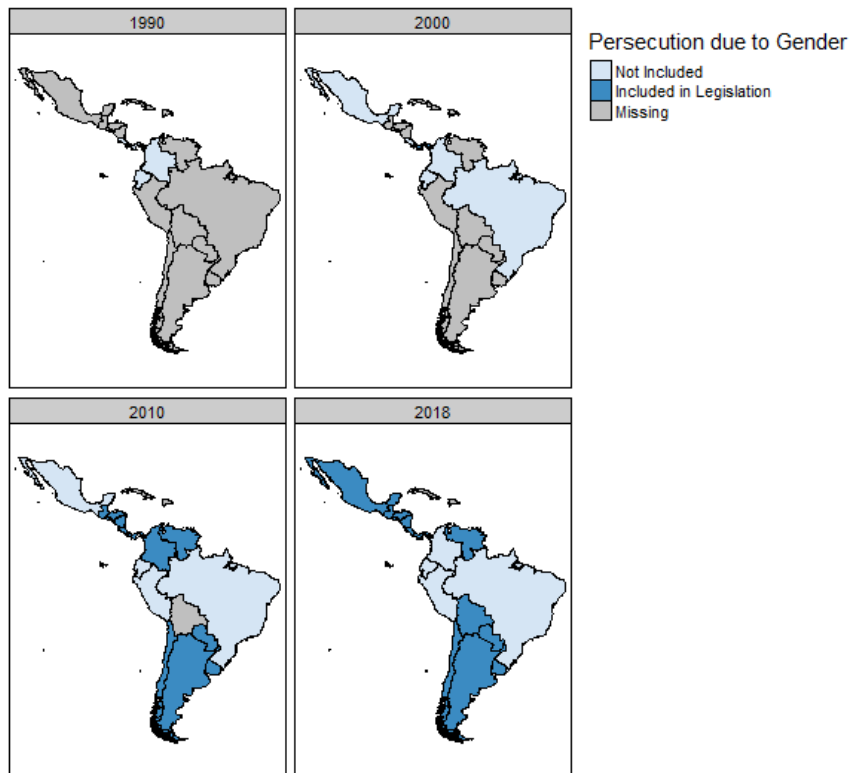 1990
2000
Persecution due to Gender
Not Included
Included in Legislation
Missing
2010
2018